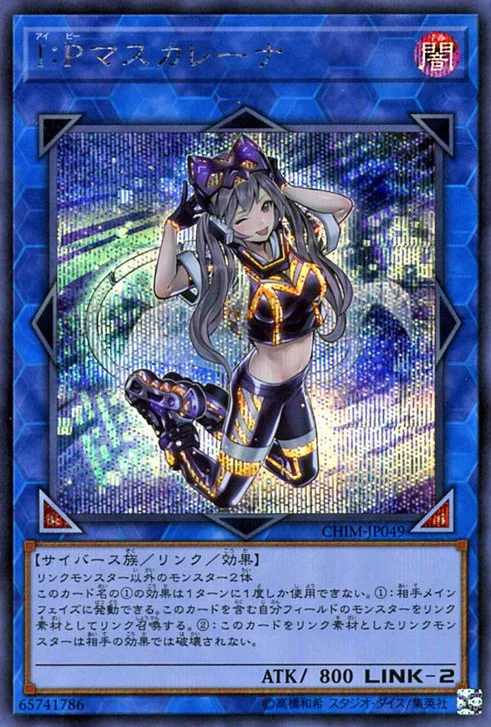 アイ ピー
I:Pマスカレーナ
やみ
闇
CHIM-JP049
【サイバース族／リンク／効果】
リンクモンスター以外のモンスター2体
このカード名の①の効果は1ターンに1度しか使用できない。①：相手メイン
フェイズに発動できる。このカードを含む自分フィールドのモンスターをリンク
素材としてリンク召喚する。②：このカードをリンク素材としたリンクモン
スターは相手の効果では破壊されない。
ATK/ 800 LINK-2
65741786 ©高橋和希 スタジオ・ダイス/集英社